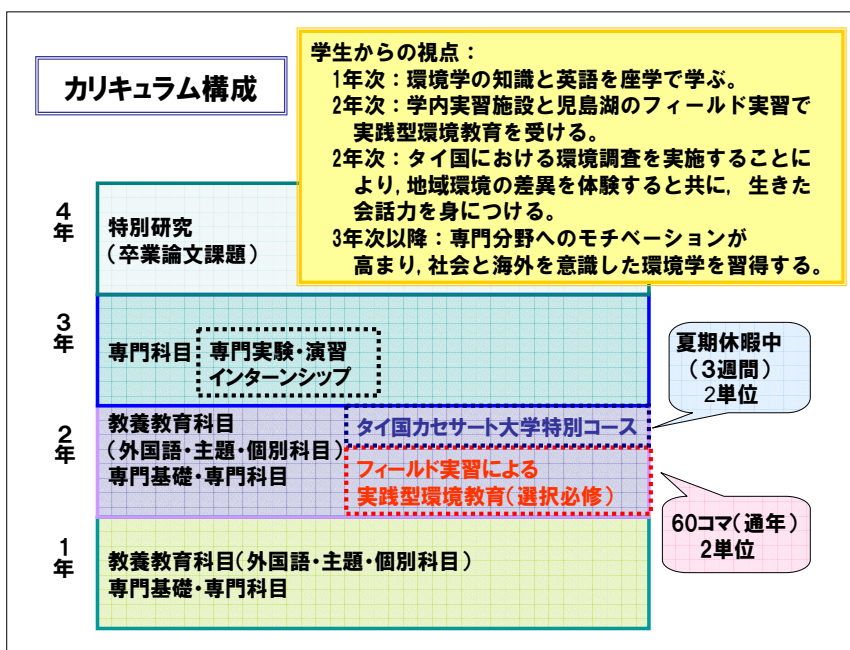 カリキュラム構成
学生からの視点：
1年次：環境学の知識と英語を座学で学ぶ。
2年次：学内実習施設と児島湖のフィールド実習で
実践型環境教育を受ける。
2年次：タイ国における環境調査を実施することに
より,地域環境の差異を体験すると共に, 生きた
会話力を身につける。
3年次以降：専門分野へのモチベーションが
高まり,社会と海外を意識した環境学を習得する。
4年
特別研究
(卒業論文課題)
3年
専門科目
専門実験・演習
インターンシップ
夏期休暇中
(3週間)
2単位
2年
教養教育科目
(外国語・主題・個別科目)
専門基礎・専門科目
タイ国カセサート大学特別コース
フィールド実習による
実践型環境教育(選択必修)
60コマ(通年)
2単位
1年
教養教育科目(外国語・主題・個別科目)
専門基礎・専門科目